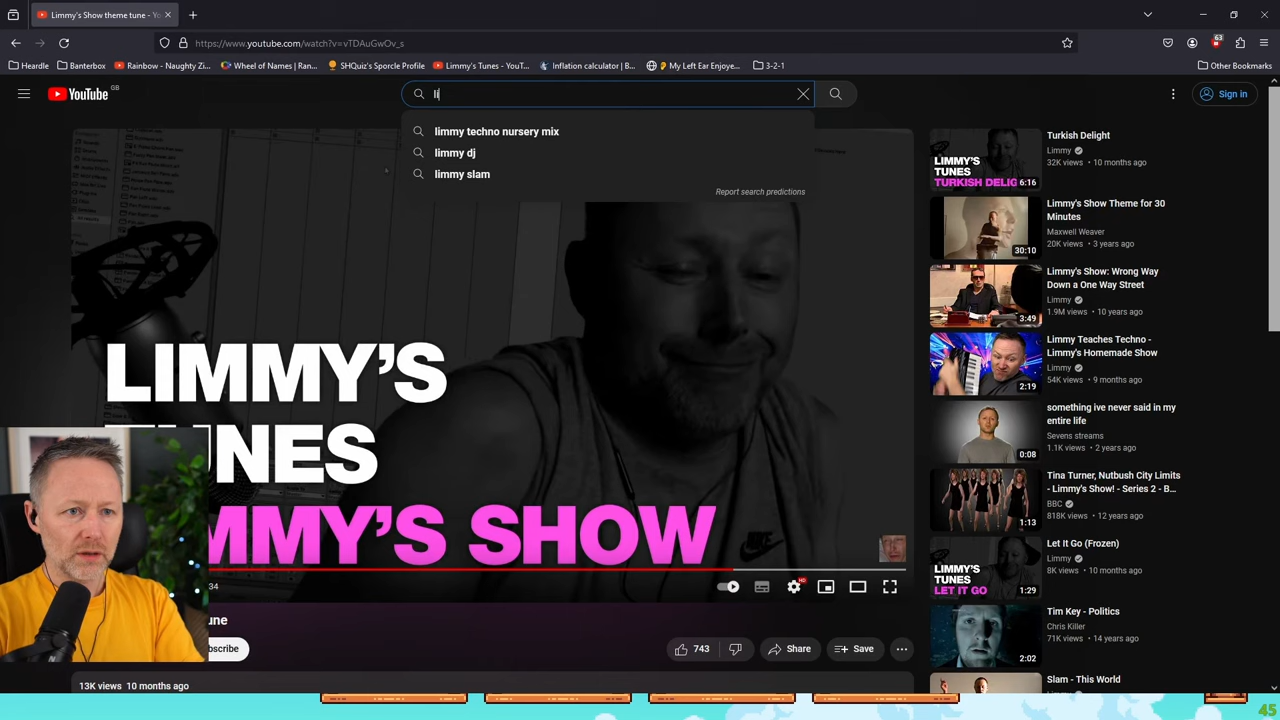 Limmy's Show theme tune - Yo
https://www.youtube.com/watch?v=vTDAuGwOv_s
63
Heardle
Banterbox
Rainbow - Naughty Zi...
Wheel of Names | Ran...
SHQuiz's Sporcle Profile
Limmy's Tunes - YouT...
Inflation calculator | B...
My Left Ear Enjoye...
3-2-1
Other Bookmarks
YouTube GB
li
Sign in
limmy techno nursery mix
limmy dj
limmy slam
Report search predictions
LIMMY'S
UNES
MMY'S SHOW
34
HD
une
scribe
743
Share
Save
13K views 10 months ago
LIMMY'S
TUNES
TURKISH DELIG
6:16
Turkish Delight
Limmy
32K views • 10 months ago
30:10
Limmy's Show Theme for 30
Minutes
Maxwell Weaver
20K views • 3 years ago
3:49
Limmy's Show: Wrong Way
Down a One Way Street
Limmy
1.9M views • 10 years ago
2:19
Limmy Teaches Techno -
Limmy's Homemade Show
Limmy
54K views • 9 months ago
0:08
something ive never said in my
entire life
Sevens streams
1.1K views • 2 years ago
1:13
Tina Turner, Nutbush City Limits
- Limmy's Show! - Series 2 - B...
BBC
818K views • 12 years ago
LIMMY'S
TUNES
LET IT GO
1:29
Let It Go (Frozen)
Limmy
8K views • 10 months ago
2:02
Tim Key - Politics
Chris Killer
71K views • 14 years ago
Slam - This World
45